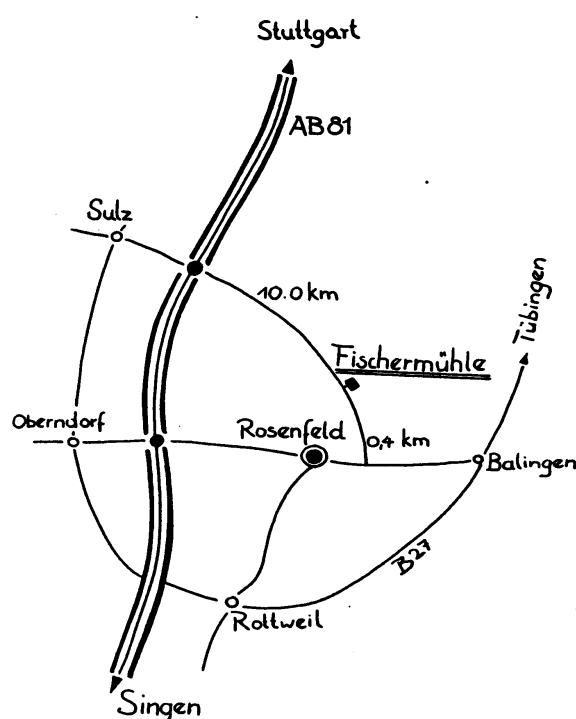 Stuttgart
AB81
Sulz
10.0 km
Tübingen
Fischermühle
Oberndorf
Rosenfeld
0,4 km
Balingen
B27
Rottweil
Singen